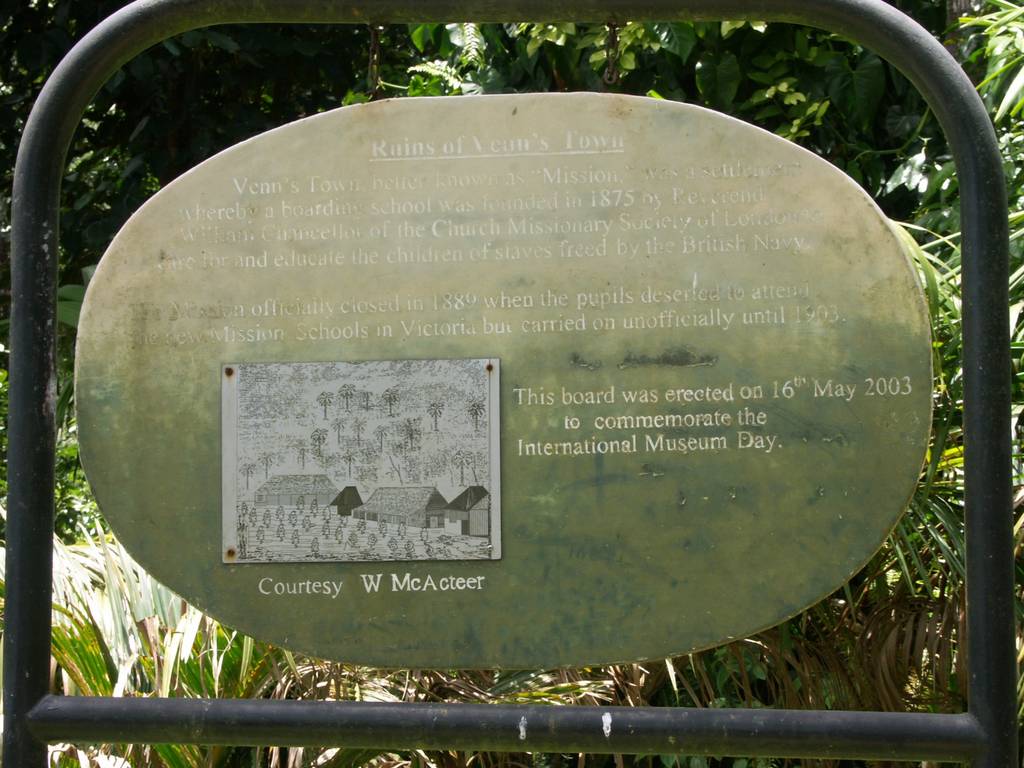 Ruins of Venn's Town
Venn's Town, better known as "Mission," was a settlement
whereby a boarding school was founded in 1875 by Reverend
William Chancellor of the Church Missionary Society of London to
care for and educate the children of slaves freed by the British Navy.
The Mission officially closed in 1889 when the pupils deserted to attend
the new Mission Schools in Victoria but carried on unofficially until 1903.
This board was erected on 16th May 2003
to commemorate the
International Museum Day.
Courtesy W McAteer